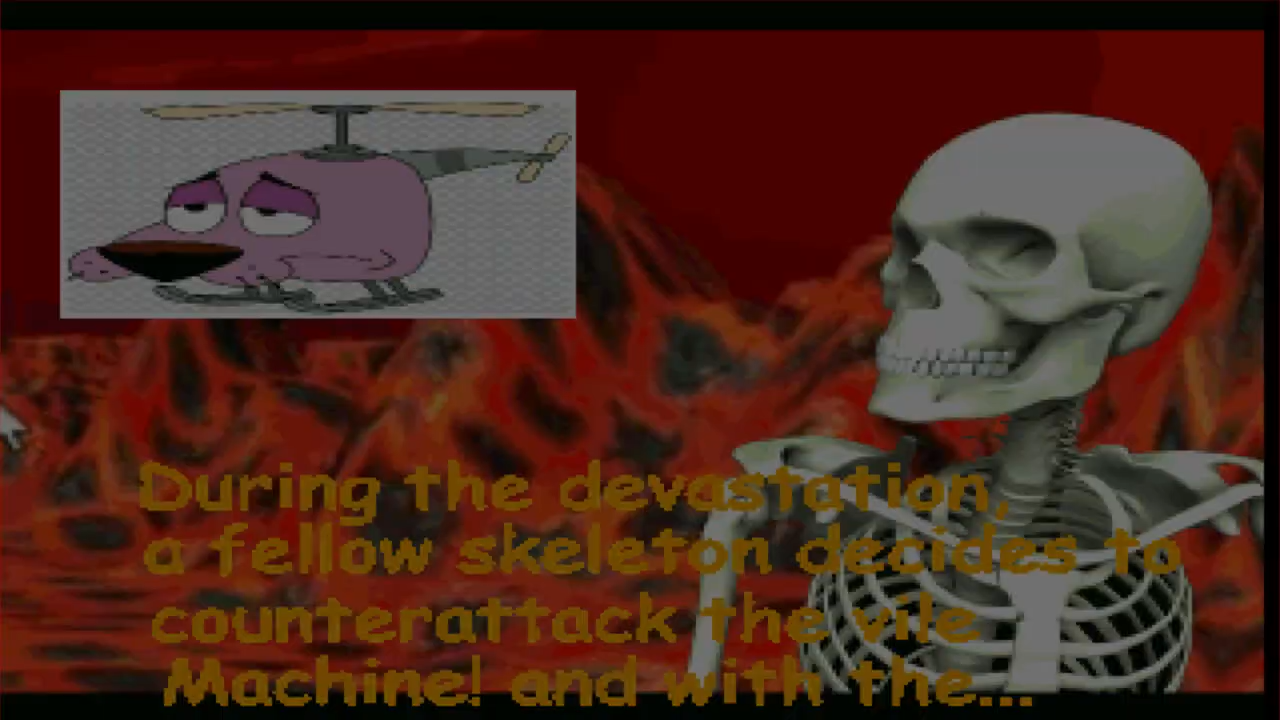 During the devastation,
a fellow skeleton decides to
counterattack the vile
Machine! and with the...